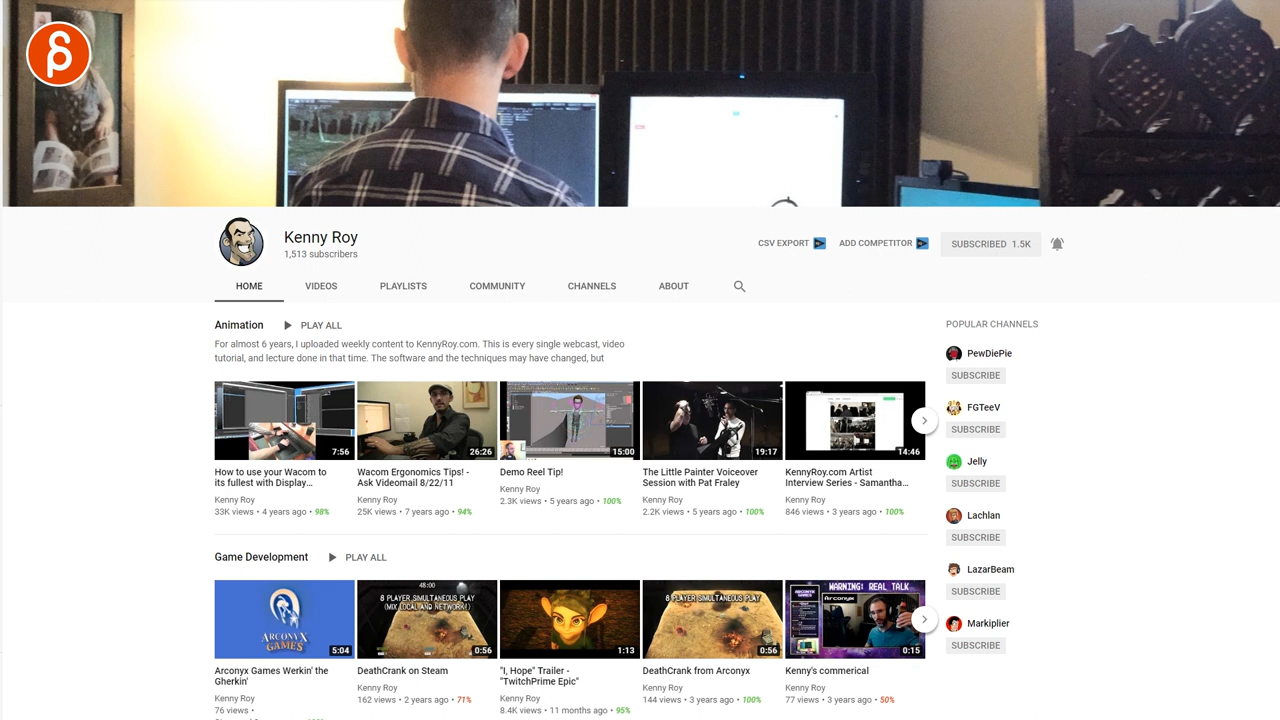 Kenny Roy
1,513 subscribers
CSV EXPORT
ADD COMPETITOR
SUBSCRIBED 1.5K
HOME
VIDEOS
PLAYLISTS
COMMUNITY
CHANNELS
ABOUT
Animation
PLAY ALL
For almost 6 years, I uploaded weekly content to KennyRoy.com. This is every single webcast, video
tutorial, and lecture done in that time. The software and the techniques may have changed, but
7:56
How to use your Wacom to
its fullest with Display...
Kenny Roy
33K views • 4 years ago • 98%
26:26
Wacom Ergonomics Tips! -
Ask Videomail 8/22/11
Kenny Roy
25K views • 7 years ago • 94%
15:00
Demo Reel Tip!
Kenny Roy
2.3K views • 5 years ago • 100%
19:17
The Little Painter Voiceover
Session with Pat Fraley
Kenny Roy
2.2K views • 5 years ago • 100%
14:46
KennyRoy.com Artist
Interview Series - Samantha...
Kenny Roy
846 views • 3 years ago • 100%
Game Development
PLAY ALL
ARCONYX
GAMES
5:04
Arconyx Games Werkin' the
Gherkin'
Kenny Roy
76 views •
48:00
8 PLAYER SIMULTANEOUS PLAY
(MIX LOCAL AND NETWORK!)
0:56
DeathCrank on Steam
Kenny Roy
162 views • 2 years ago • 71%
1:13
"I, Hope" Trailer -
"TwitchPrime Epic"
Kenny Roy
8.4K views • 11 months ago • 95%
8 PLAYER SIMULTANEOUS PLAY
0:56
DeathCrank from Arconyx
Kenny Roy
144 views • 3 years ago • 100%
WARNING: REAL TALK
Arconyx
0:15
Kenny's commerical
Kenny Roy
77 views • 3 years ago • 50%
POPULAR CHANNELS
PewDiePie
SUBSCRIBE
FGTeeV
SUBSCRIBE
Jelly
SUBSCRIBE
Lachlan
SUBSCRIBE
LazarBeam
SUBSCRIBE
Markiplier
SUBSCRIBE